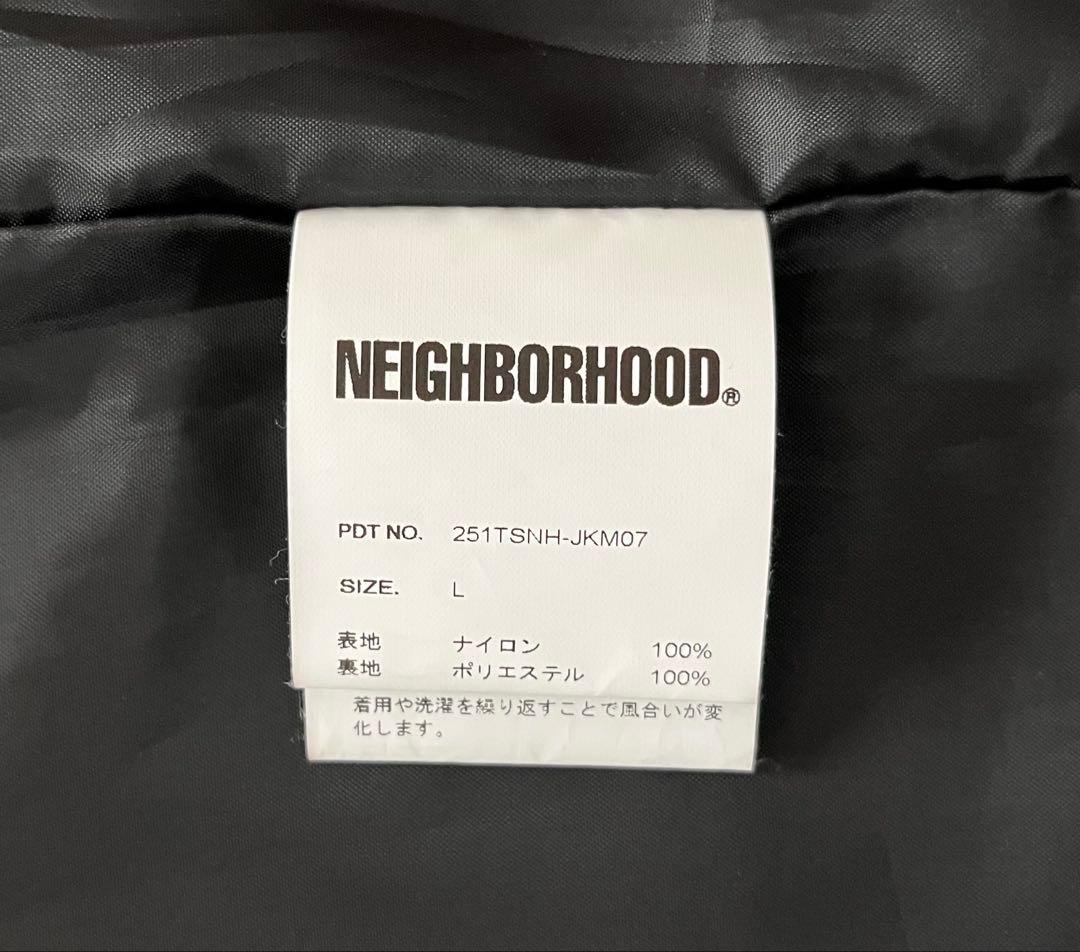 NEIGHBORHOOD®
PDT NO. 251TSNH-JKM07
SIZE. L
表地 ナイロン 100%
裏地 ポリエステル 100%
着用や洗濯を繰り返すことで風合いが変
化します。